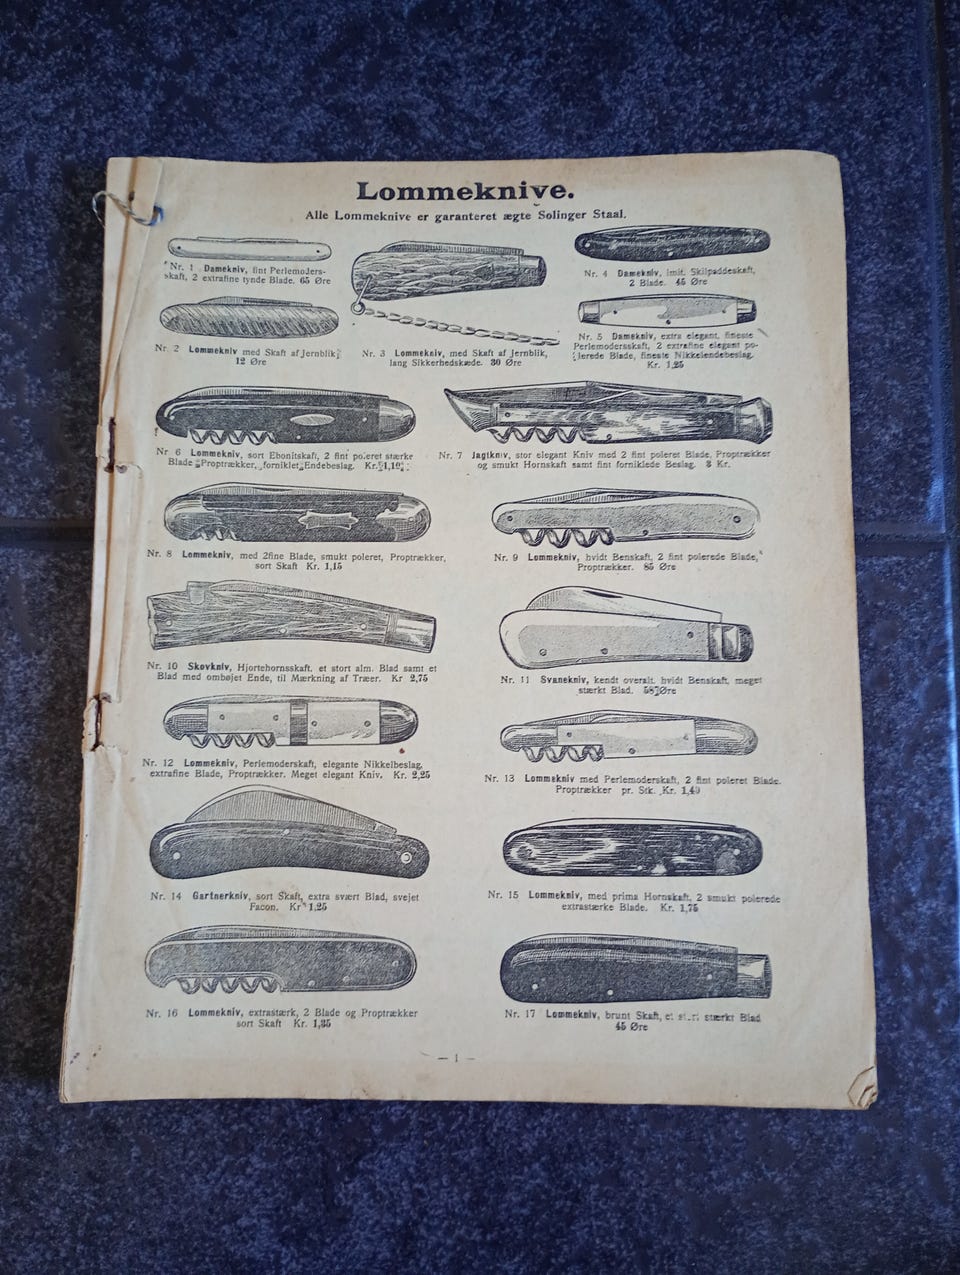 Lommeknive.
Alle Lommeknive er garanteret ægte Solinger Staal.
Nr. 1 Damekniv, fint Perlemoders-
skaft, 2 extrafine tynde Blade. 65 Øre
Nr. 2 Lommekniv med Skaft af Jernblik,
12 Øre
Nr. 3 Lommekniv, med Skaft af Jernblik,
lang Sikkerhedskæde. 30 Øre
Nr. 4 Damekniv, imit. Skilpaddeskaft,
2 Blade. 45 Øre
Nr. 5 Damekniv, extra elegant, fineste
Perlemodersskaft, 2 extrafine elegant po-
lerede Blade, fineste Nikkelendebeslag.
Kr. 1,25
Nr 6 Lommekniv, sort Ebonitskaft, 2 fint poleret stærke
Blade Proptrækker, forniklet Endebeslag. Kr. 1,10
Nr. 7 Jagtkniv, stor elegant Kniv med 2 fint poleret Blade, Proptrækker
og smukt Hornskaft samt fint forniklede Beslag. 3 Kr.
Nr. 8 Lommekniv, med 2fine Blade, smukt poleret, Proptrækker,
sort Skaft Kr. 1,15
Nr. 9 Lommekniv, hvidt Benskaft, 2 fint polerede Blade,
Proptrækker. 85 Øre
Nr. 10 Skovkniv, Hjortehornsskaft, et stort alm. Blad samt et
Blad med ombøjet Ende, til Mærkning af Træer. Kr 2,75
Nr. 11 Svanekniv, kendt overalt, hvidt Benskaft, meget
stærkt Blad. 58 Øre
Nr. 12 Lommekniv, Perlemoderskaft, elegante Nikkelbeslag,
extrafine Blade, Proptrækker. Meget elegant Kniv. Kr. 2,25
Nr. 13 Lommekniv med Perlemoderskaft, 2 fint poleret Blade.
Proptrækker pr. Stk. Kr. 1,40
Nr. 14 Gartnerkniv, sort Skaft, extra svært Blad, svejet
Facon. Kr 1,25
Nr. 15 Lommekniv, med prima Hornskaft, 2 smukt polerede
extrastærke Blade. Kr. 1,75
Nr. 16 Lommekniv, extrastærk, 2 Blade og Proptrækker
sort Skaft Kr. 1,35
Nr. 17 Lommekniv, brunt Skaft, et stærkt Blad
45 Øre
— 1 —